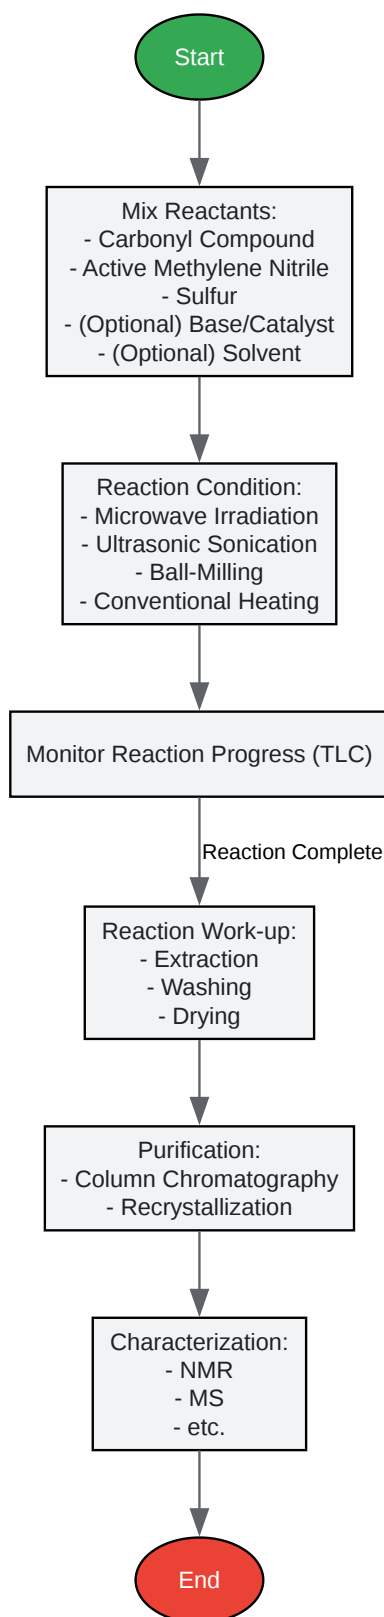 Start
Mix Reactants:
- Carbonyl Compound
- Active Methylene Nitrile
- Sulfur
- (Optional) Base/Catalyst
- (Optional) Solvent
Reaction Condition:
- Microwave Irradiation
- Ultrasonic Sonication
- Ball-Milling
- Conventional Heating
Monitor Reaction Progress (TLC)
Reaction Complete
Reaction Work-up:
- Extraction
- Washing
- Drying
Purification:
- Column Chromatography
- Recrystallization
Characterization:
- NMR
- MS
- etc.
End